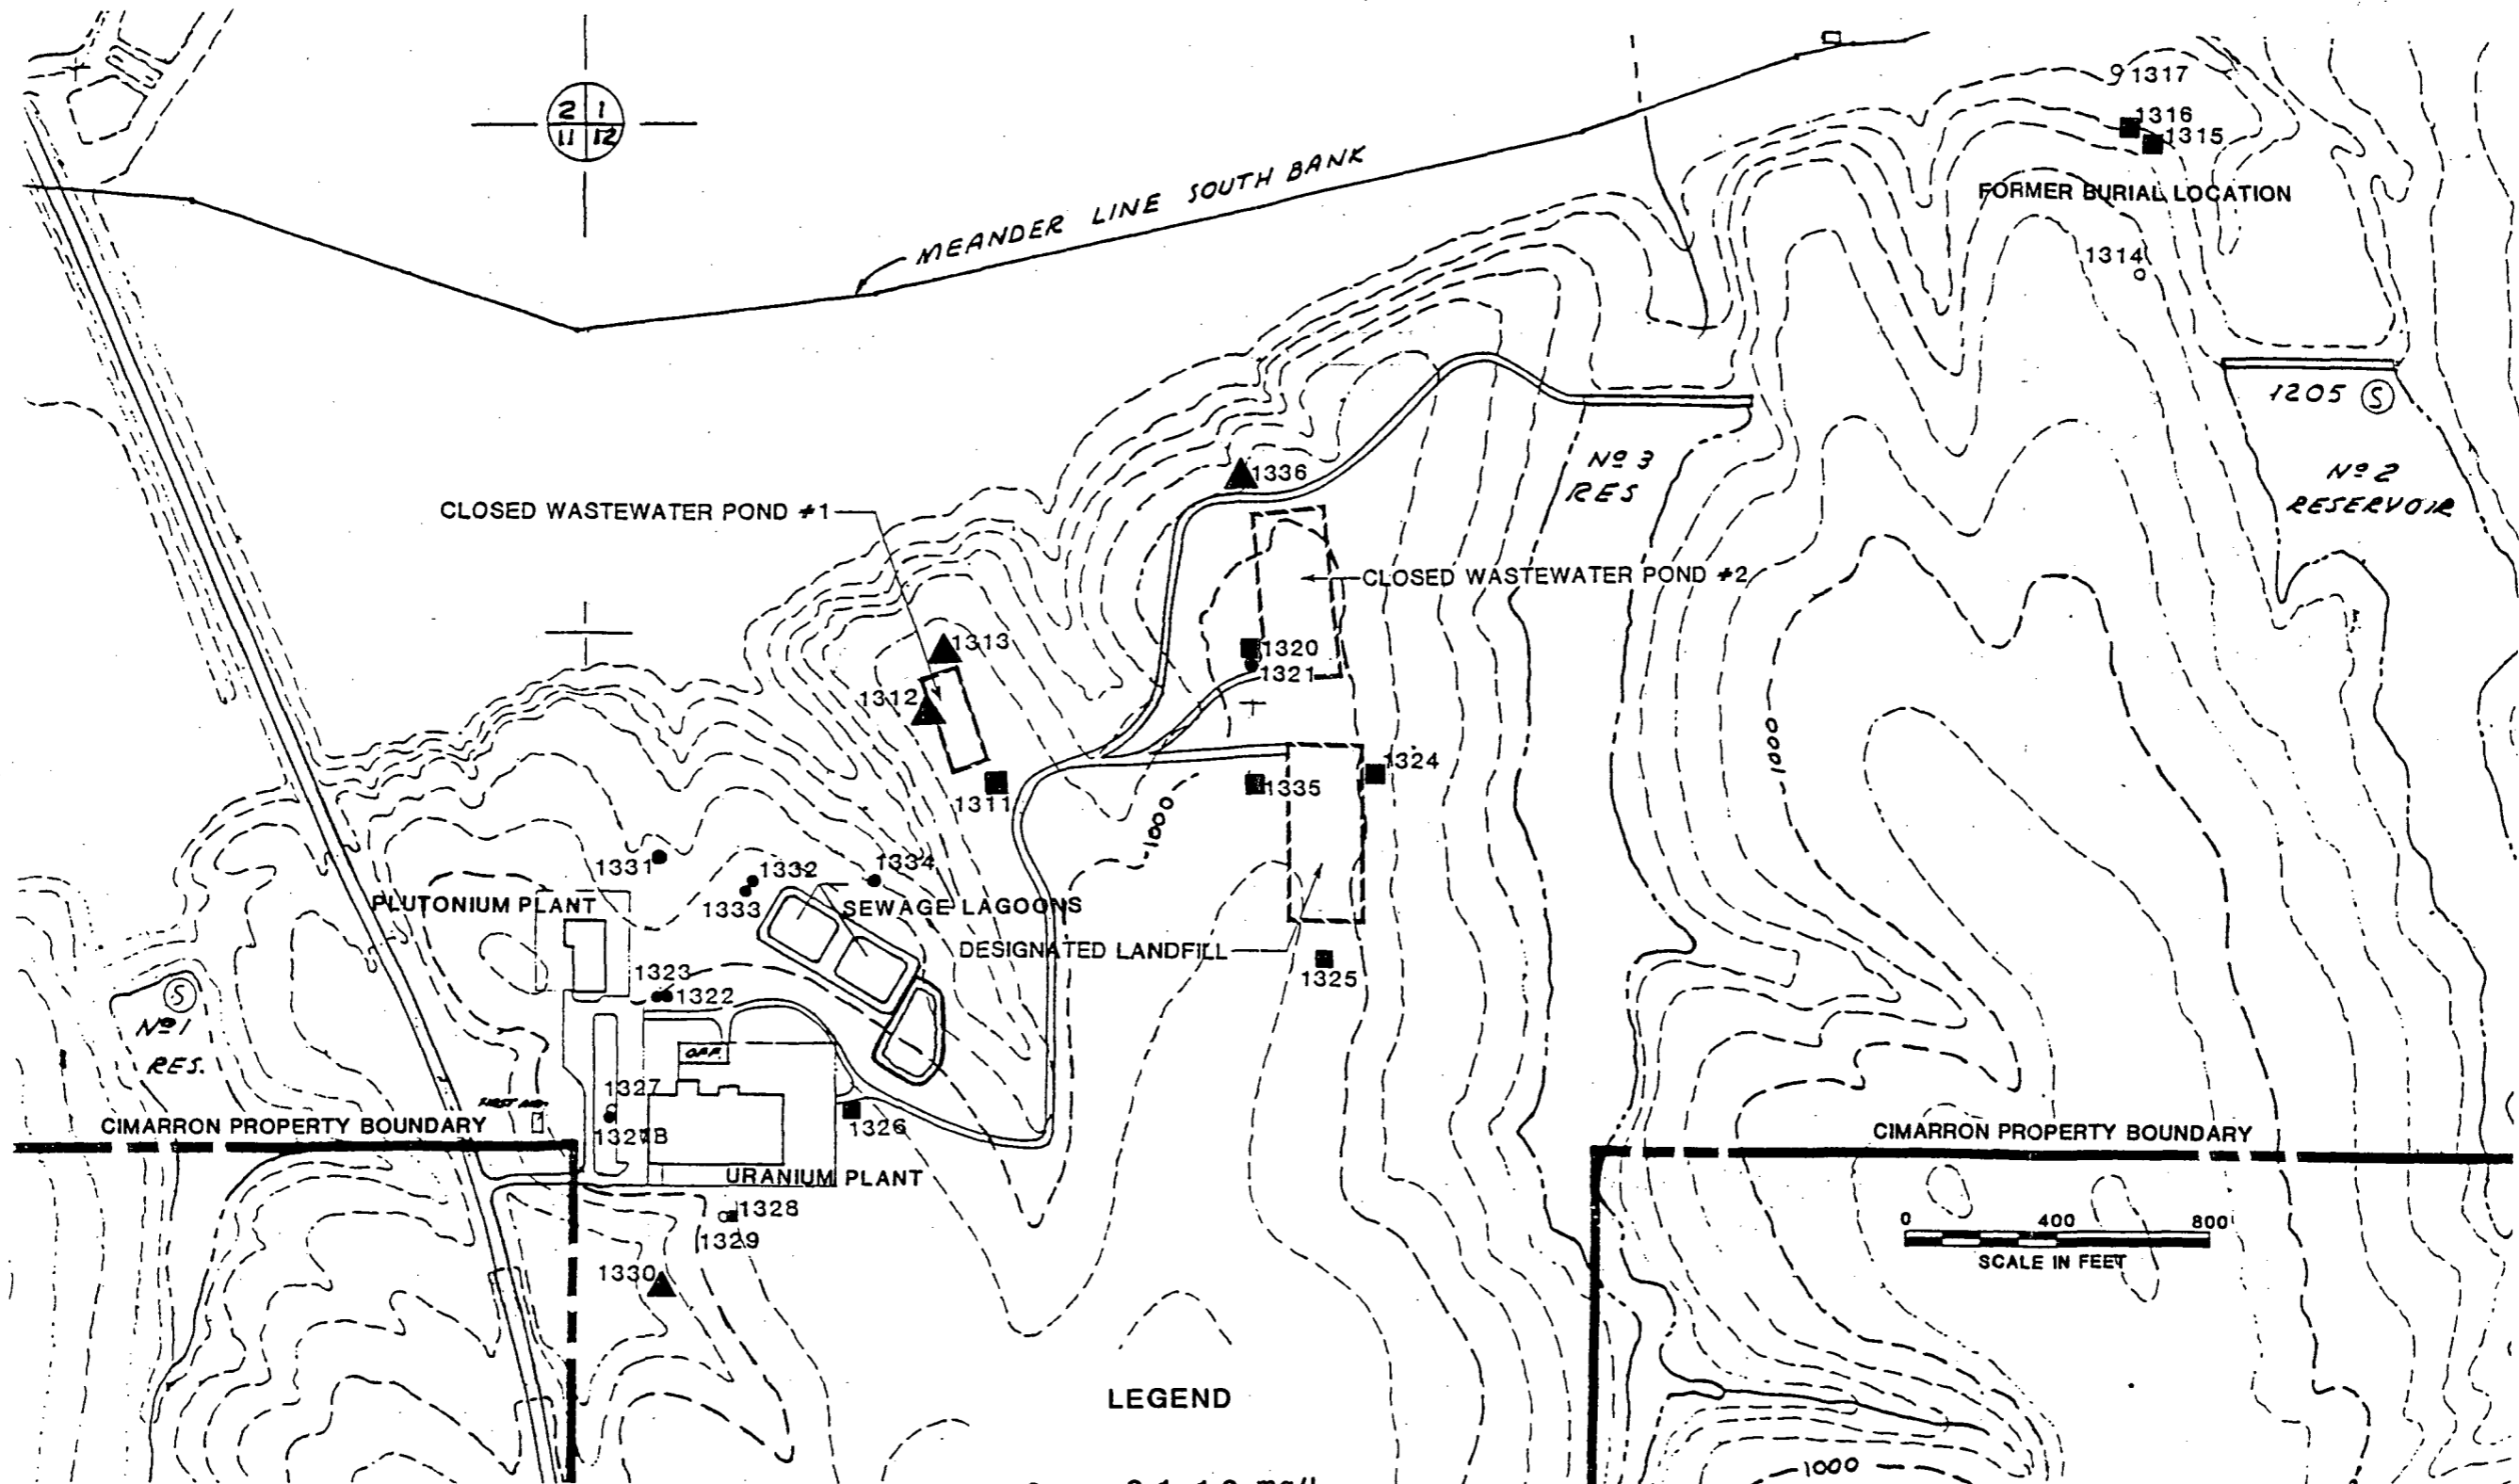 2 1
11 12
1317
1316
1315
MEANDER LINE SOUTH BANK
FORMER BURIAL LOCATION
1314
1205 S
Nº 3
RES
Nº 2
RESERVOIR
1336
CLOSED WASTEWATER POND #1
CLOSED WASTEWATER POND #2
1313
1320
1321
1312
-1000
1324
1335
1311
-1000
1331
1332
1334
1333
PLUTONIUM PLANT
SEWAGE LAGOONS
DESIGNATED LANDFILL
1325
1323
1322
S
Nº 1
RES.
OFF.
1327
FIRST AID
CIMARRON PROPERTY BOUNDARY
1327B
1326
CIMARRON PROPERTY BOUNDARY
URANIUM PLANT
1328
1329
0 400 800
SCALE IN FEET
1330
LEGEND
-1000